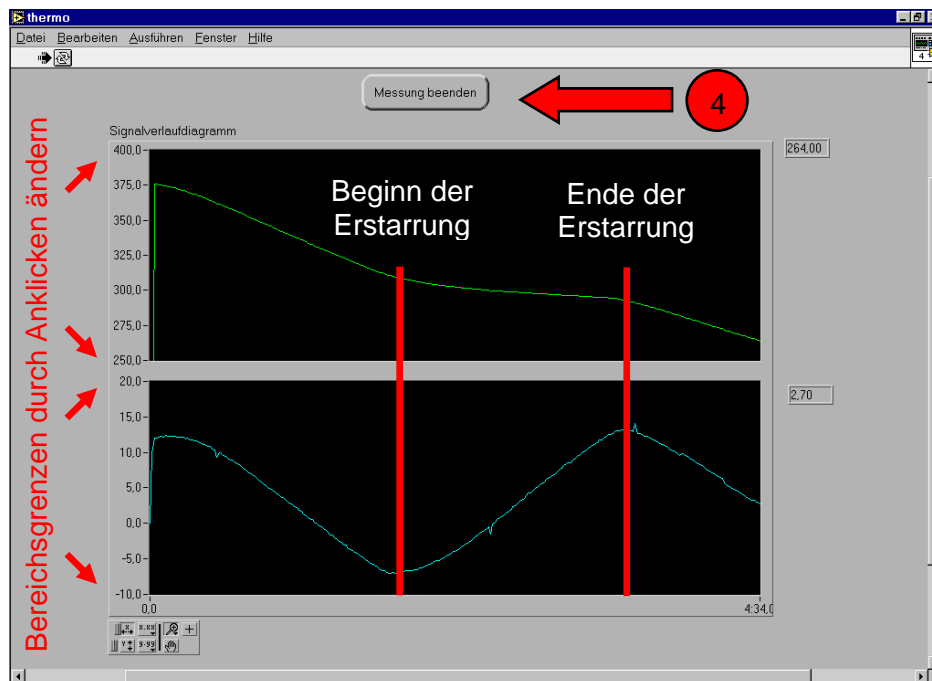 thermo
Datei Bearbeiten Ausführen Fenster Hilfe
4
Messung beenden
4
Bereichsgrenzen durch Anklicken ändern
Signalverlaufdiagramm
400,0
375,0
350,0
325,0
300,0
275,0
250,0
264,00
Beginn der
Erstarrung
Ende der
Erstarrung
20,0
15,0
10,0
5,0
0,0
-5,0
-10,0
2,70
0,0
4:34,0
x.xx
Y
y.yy